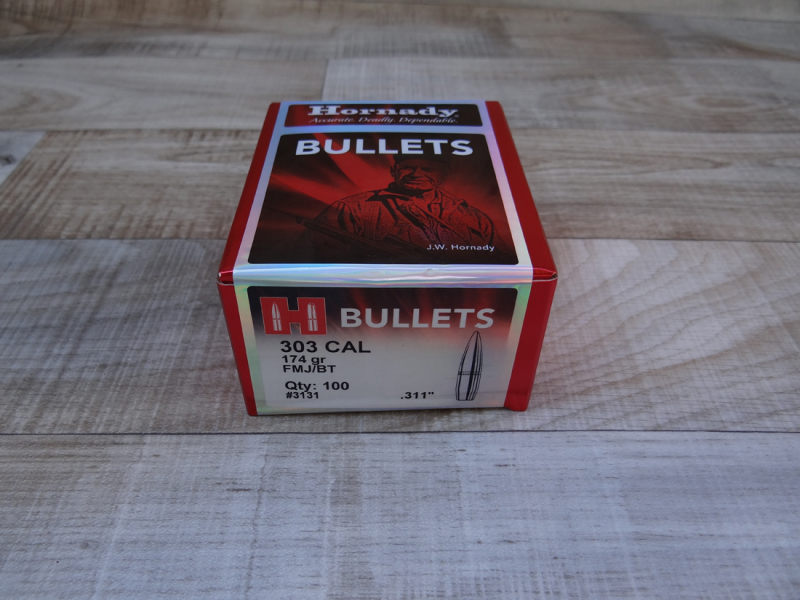 Hornady
Accurate. Deadly. Dependable.
BULLETS
J.W. Hornady
H BULLETS
303 CAL
174 gr
FMJ/BT
Qty: 100
#3131 .311"